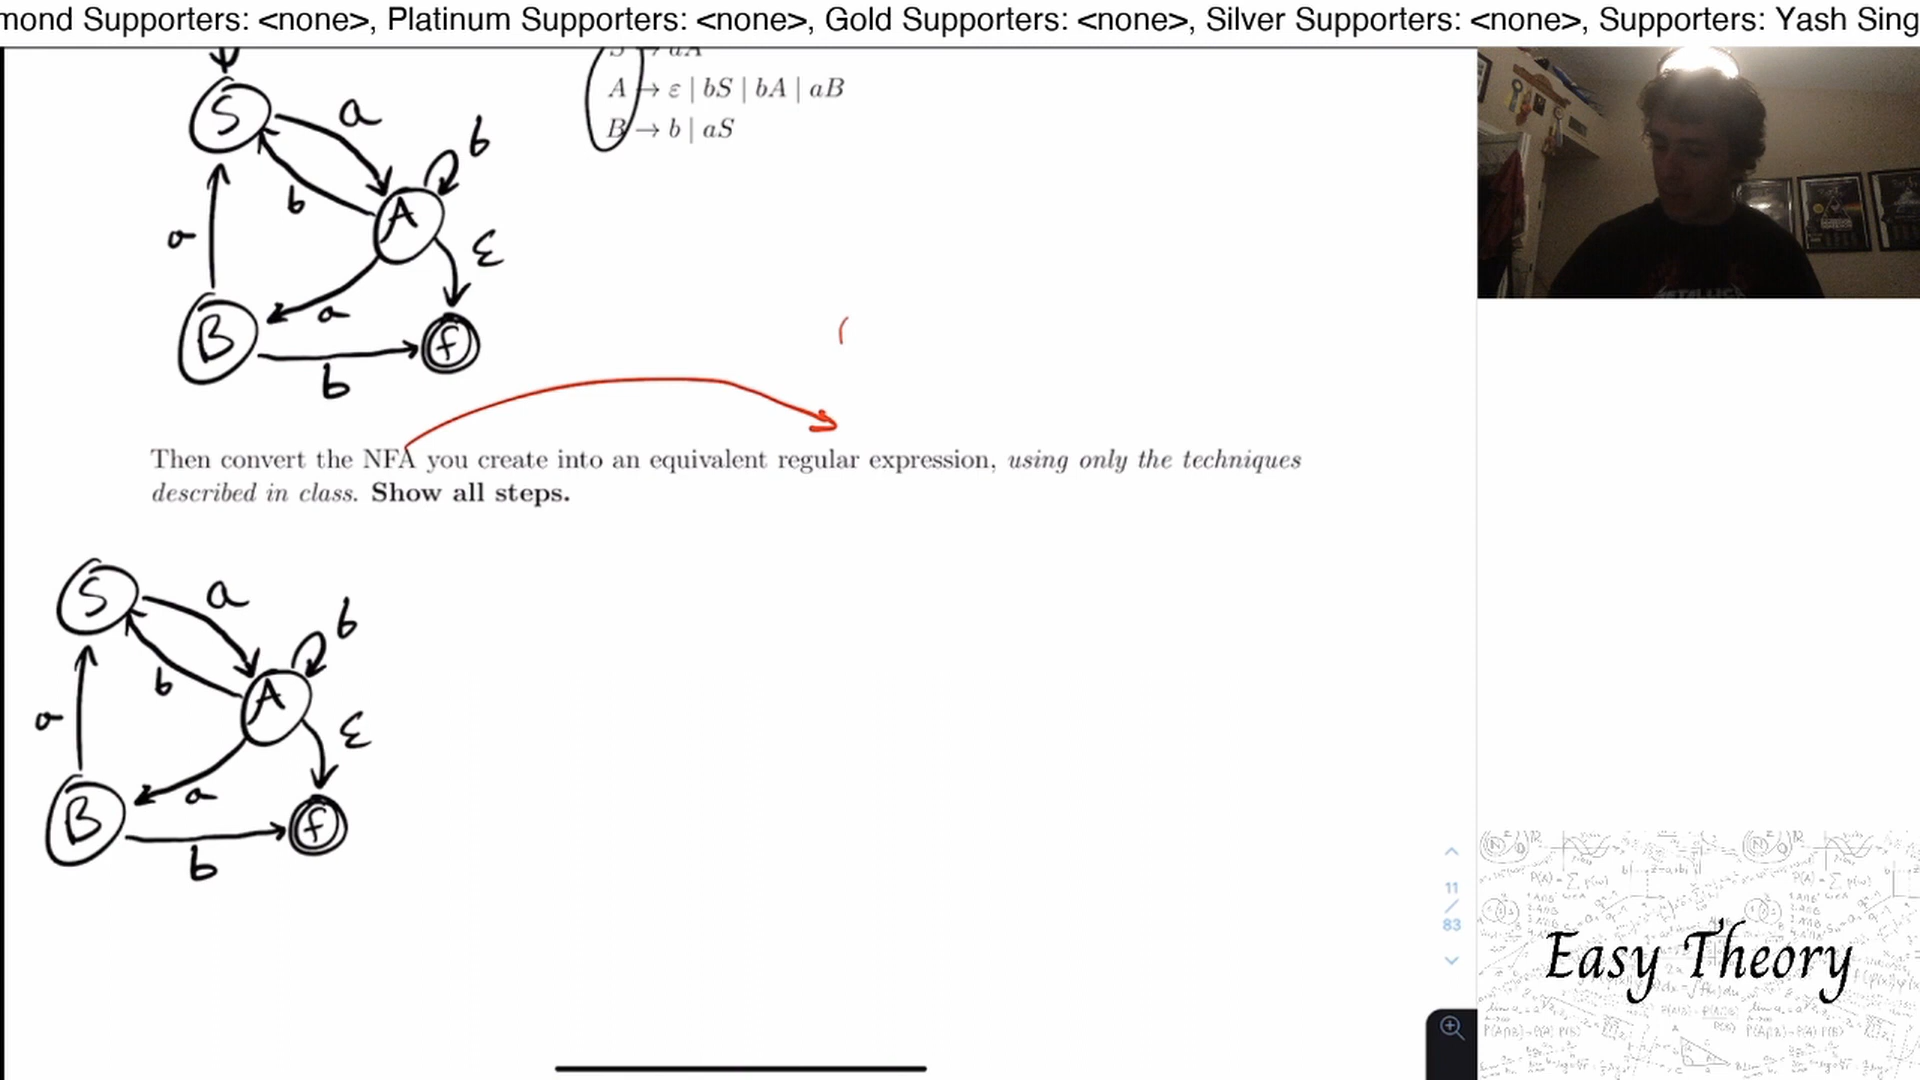 mond Supporters: <none>, Platinum Supporters: <none>, Gold Supporters: <none>, Silver Supporters: <none>, Supporters: Yash Sing
S → aA
A → ε | bS | bA | aB
B → b | aS
S
a
b
b
A
a
ε
a
B
f
b
Then convert the NFA you create into an equivalent regular expression, using only the techniques
described in class. Show all steps.
S
a
b
b
A
a
ε
a
B
f
b
11
/
83
Easy Theory